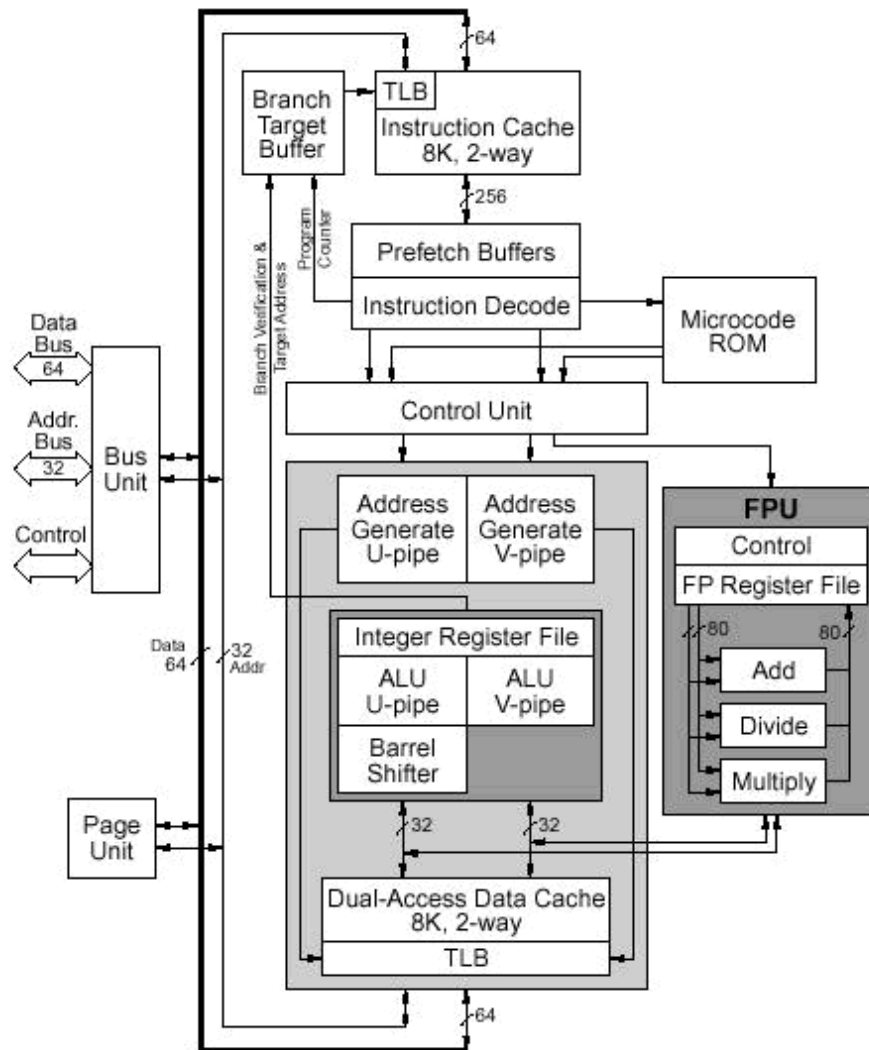 64
TLB
Instruction Cache
8K, 2-way
Branch
Target
Buffer
256
Prefetch Buffers
Instruction Decode
Program
Counter
Branch Verification &
Target Address
Microcode
ROM
Data
Bus
64
Addr.
Bus
32
Control
Bus
Unit
Control Unit
Address
Generate
U-pipe
Address
Generate
V-pipe
FPU
Control
FP Register File
80
80
Add
Divide
Multiply
Integer Register File
ALU
U-pipe
ALU
V-pipe
Barrel
Shifter
Data
64
32
Addr
Page
Unit
32
32
Dual-Access Data Cache
8K, 2-way
TLB
64